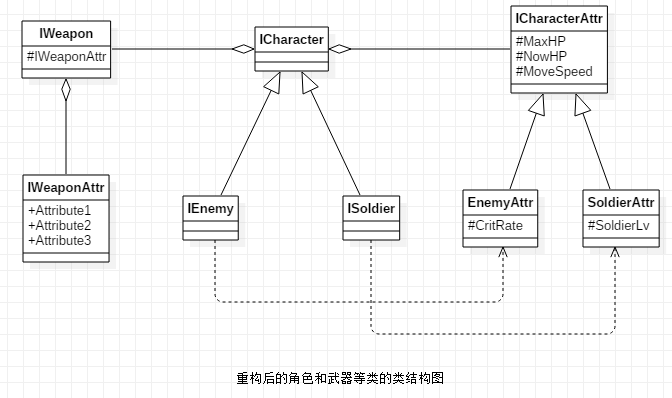 IWeapon
#IWeaponAttr
ICharacter
ICharacterAttr
#MaxHP
#NowHP
#MoveSpeed
IWeaponAttr
+Attribute1
+Attribute2
+Attribute3
IEnemy
ISoldier
EnemyAttr
#CritRate
SoldierAttr
#SoldierLv
重构后的角色和武器等类的类结构图